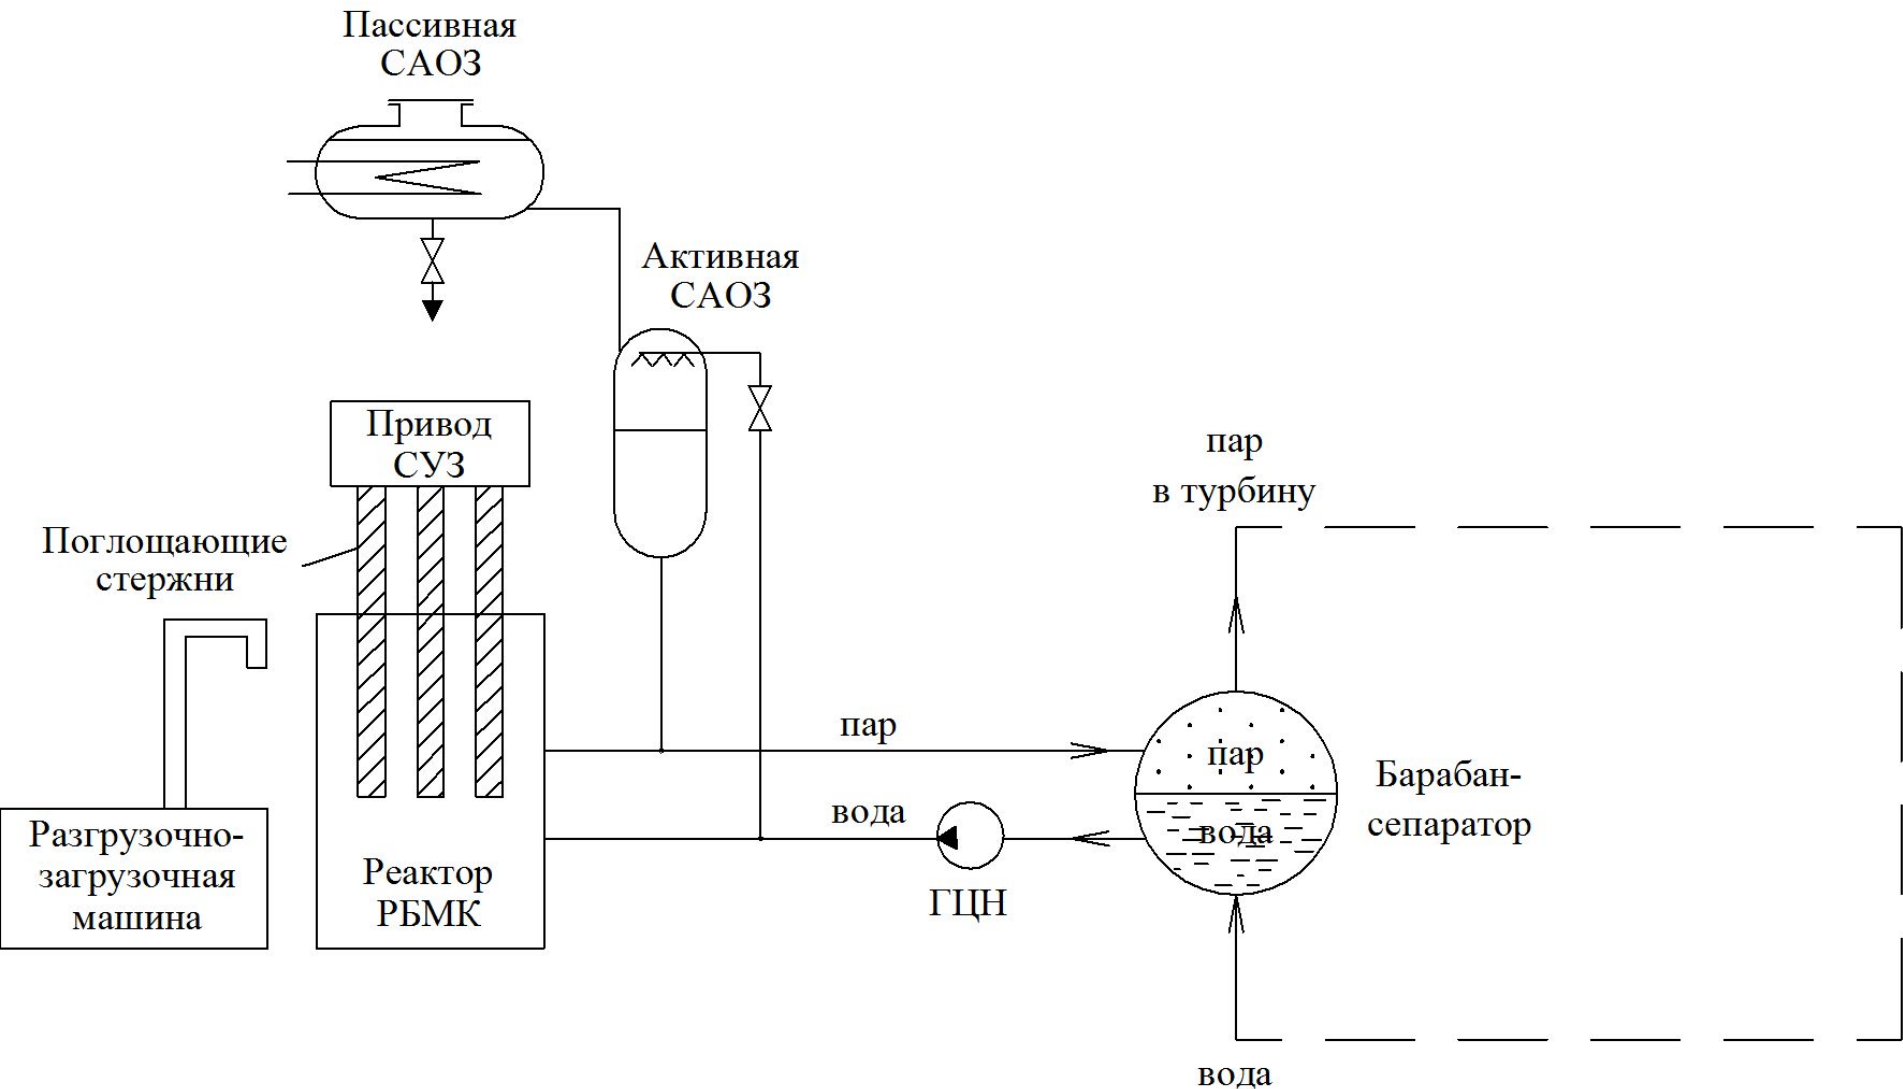 Пассивная
САОЗ
Активная
САОЗ
Привод
СУЗ
Поглощающие
стержни
пар
в турбину
пар
пар
Барабан-
сепаратор
вода
вода
Разгрузочно-
загрузочная
машина
Реактор
РБМК
ГЦН
вода